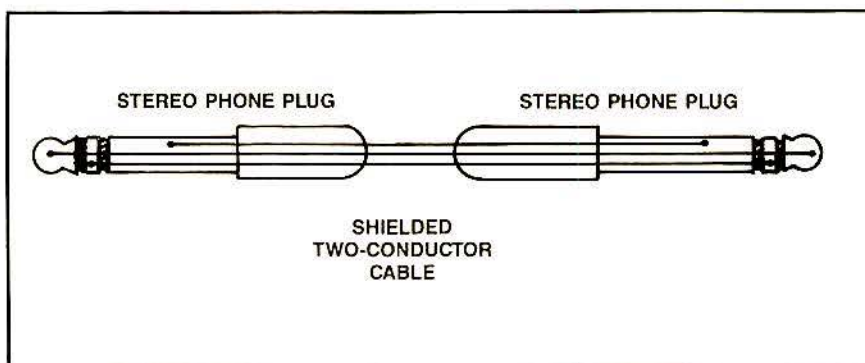 STEREO PHONE PLUG
STEREO PHONE PLUG
SHIELDED
TWO-CONDUCTOR
CABLE